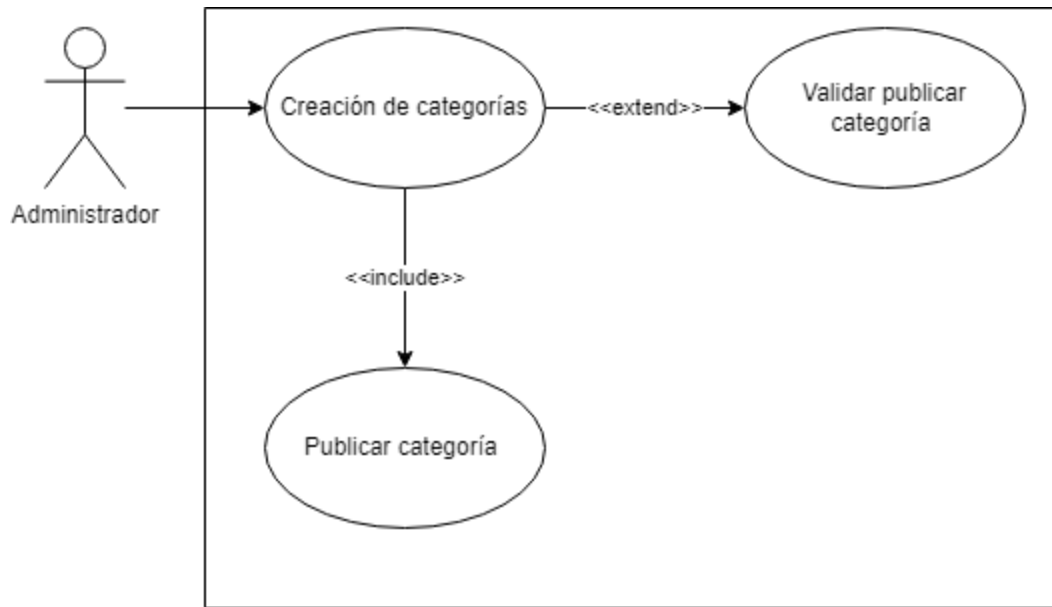 Creación de categorías
<<extend>>
Validar publicar
categoría
Administrador
<<include>>
Publicar categoría